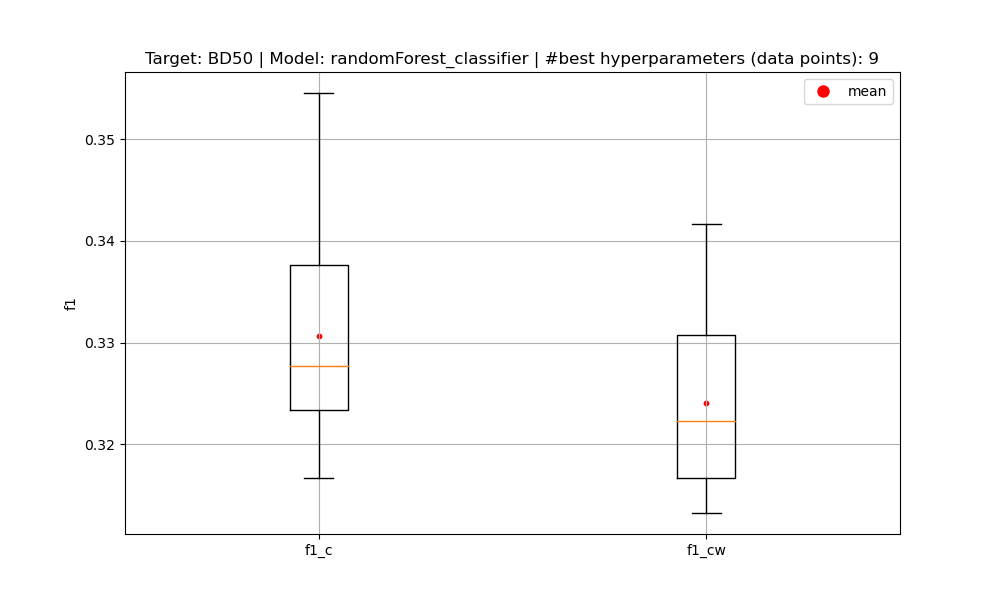 Target: BD50 | Model: randomForest_classifier | #best hyperparameters (data points): 9
mean
0.35
0.34
0.33
0.32
f1
f1_c
f1_cw